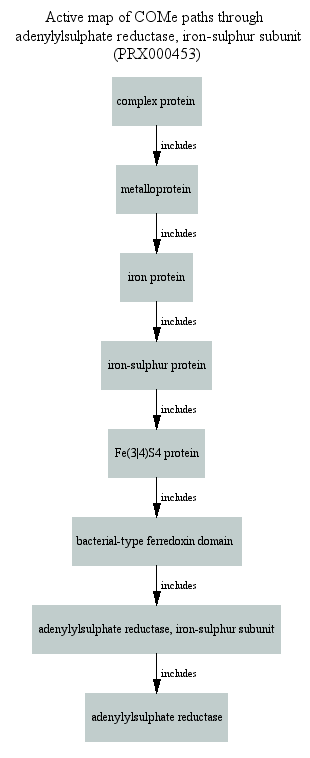 Active map of COMe paths through
adenylylsulphate reductase, iron-sulphur subunit
(PRX000453)
complex protein
includes
metalloprotein
includes
iron protein
includes
iron-sulphur protein
includes
Fe(3|4)S4 protein
includes
bacterial-type ferredoxin domain
includes
adenylylsulphate reductase, iron-sulphur subunit
includes
adenylylsulphate reductase